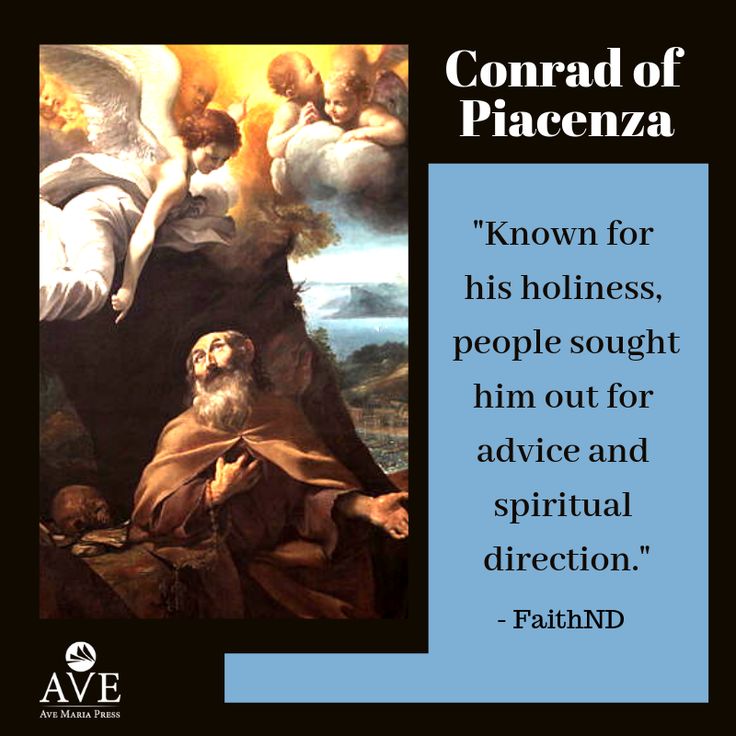 Conrad of
Piacenza
"Known for
his holiness,
people sought
him out for
advice and
spiritual
direction."
- FaithND
AVE
AVE MARIA PRESS